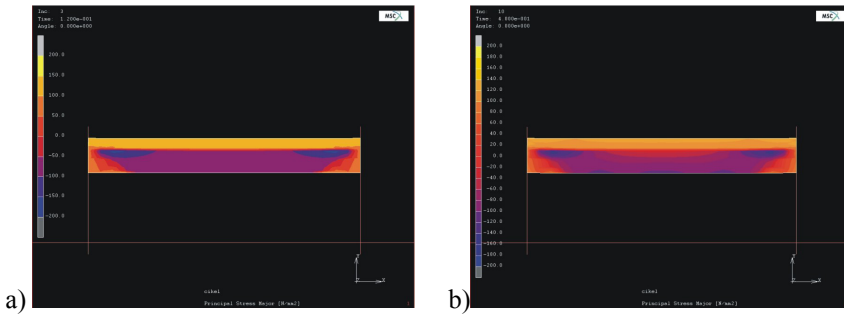 Inc: 3
Time: 1.200e-001
Angle: 0.000e+000
MSC
200.0
150.0
100.0
50.0
0.0
-50.0
-100.0
-150.0
-200.0
Y
Z X
cikel
Principal Stress Major [N/mm2]
1
a)
Inc: 10
Time: 4.000e-001
Angle: 0.000e+000
MSC
200.0
180.0
160.0
140.0
120.0
100.0
80.0
60.0
40.0
20.0
0.0
-20.0
-40.0
-60.0
-80.0
-100.0
-120.0
-140.0
-160.0
-180.0
-200.0
Y
Z X
cikel
Principal Stress Major [N/mm2]
b)